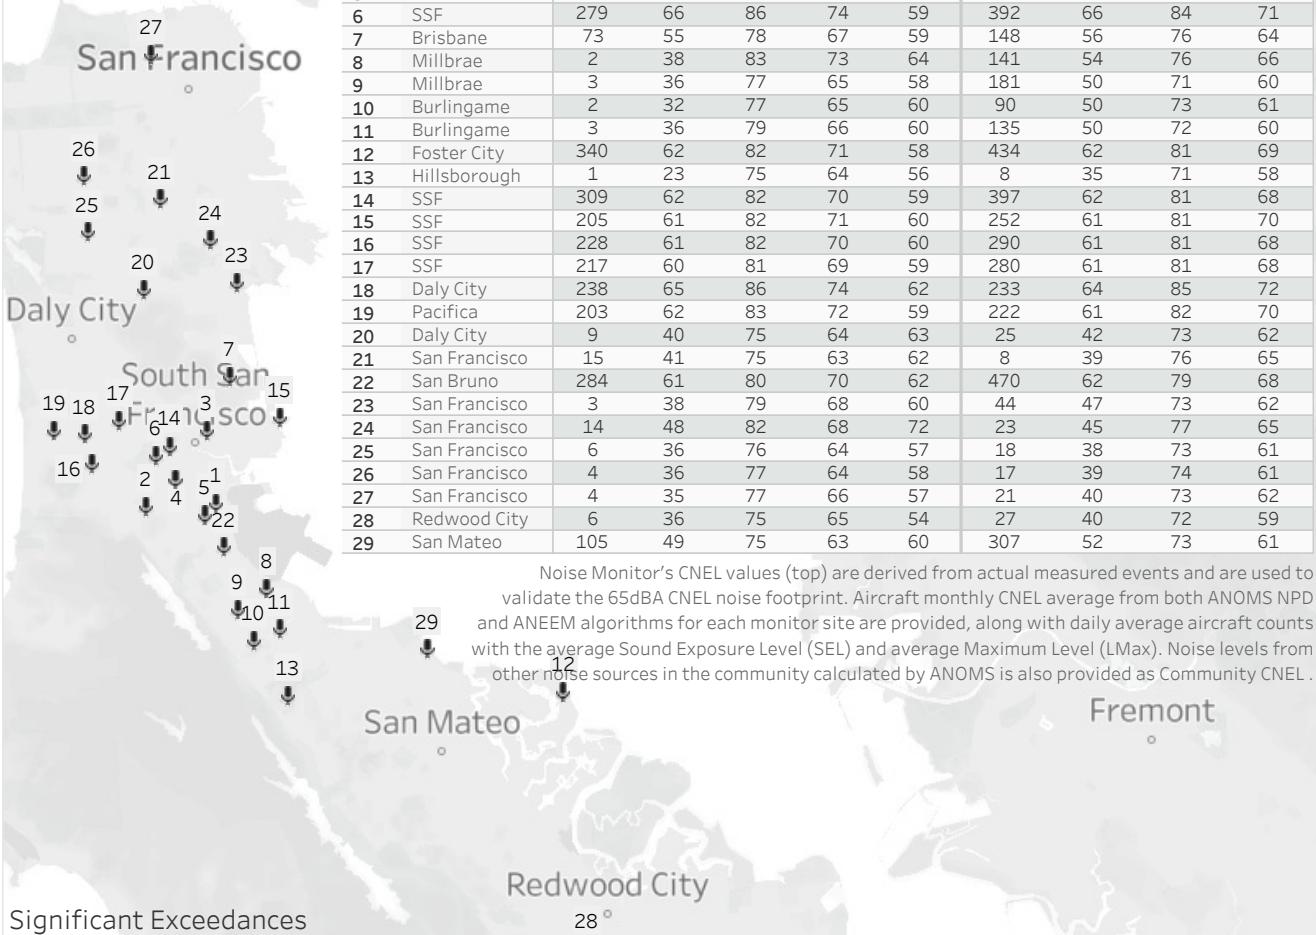 6 SSF 279 66 86 74 59 392 66 84 71
7 Brisbane 73 55 78 67 59 148 56 76 64
8 Millbrae 2 38 83 73 64 141 54 76 66
9 Millbrae 3 36 77 65 58 181 50 71 60
10 Burlingame 2 32 77 65 60 90 50 73 61
11 Burlingame 3 36 79 66 60 135 50 72 60
12 Foster City 340 62 82 71 58 434 62 81 69
13 Hillsborough 1 23 75 64 56 8 35 71 58
14 SSF 309 62 82 70 59 397 62 81 68
15 SSF 205 61 82 71 60 252 61 81 70
16 SSF 228 61 82 70 60 290 61 81 68
17 SSF 217 60 81 69 59 280 61 81 68
18 Daly City 238 65 86 74 62 233 64 85 72
19 Pacifica 203 62 83 72 59 222 61 82 70
20 Daly City 9 40 75 64 63 25 42 73 62
21 San Francisco 15 41 75 63 62 8 39 76 65
22 San Bruno 284 61 80 70 62 470 62 79 68
23 San Francisco 3 38 79 68 60 44 47 73 62
24 San Francisco 14 48 82 68 72 23 45 77 65
25 San Francisco 6 36 76 64 57 18 38 73 61
26 San Francisco 4 36 77 64 58 17 39 74 61
27 San Francisco 4 35 77 66 57 21 40 73 62
28 Redwood City 6 36 75 65 54 27 40 72 59
29 San Mateo 105 49 75 63 60 307 52 73 61
Noise Monitor's CNEL values (top) are derived from actual measured events and are used to
validate the 65dBA CNEL noise footprint. Aircraft monthly CNEL average from both ANOMS NPD
and ANEEM algorithms for each monitor site are provided, along with daily average aircraft counts
with the average Sound Exposure Level (SEL) and average Maximum Level (LMax). Noise levels from
other noise sources in the community calculated by ANOMS is also provided as Community CNEL .
27
San Francisco
26
21
25
24
23
20
Daly City
7
South San
Francisco
15
17
3
19
18
14
6
16
2
4
5
1
22
8
9
11
10
29
12
13
San Mateo
Fremont
Redwood City
28
Significant Exceedances